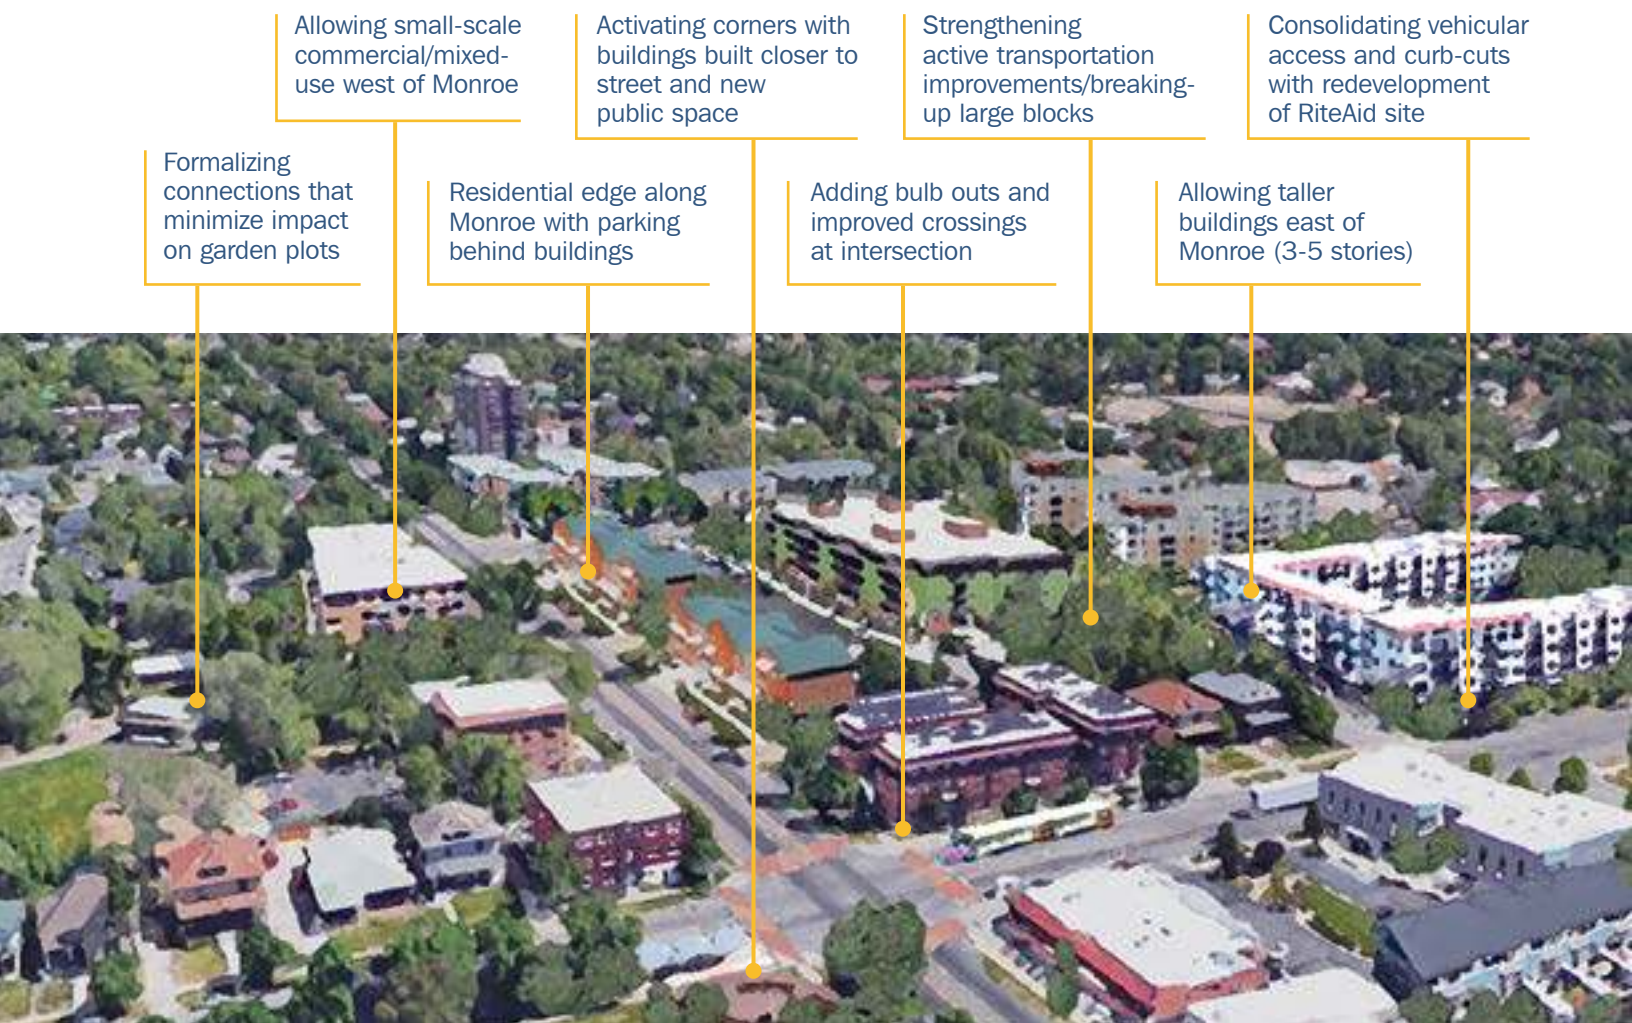 Allowing small-scale
commercial/mixed-
use west of Monroe
Activating corners with
buildings built closer to
street and new
public space
Strengthening
active transportation
improvements/breaking-
up large blocks
Consolidating vehicular
access and curb-cuts
with redevelopment
of RiteAid site
Formalizing
connections that
minimize impact
on garden plots
Residential edge along
Monroe with parking
behind buildings
Adding bulb outs and
improved crossings
at intersection
Allowing taller
buildings east of
Monroe (3-5 stories)